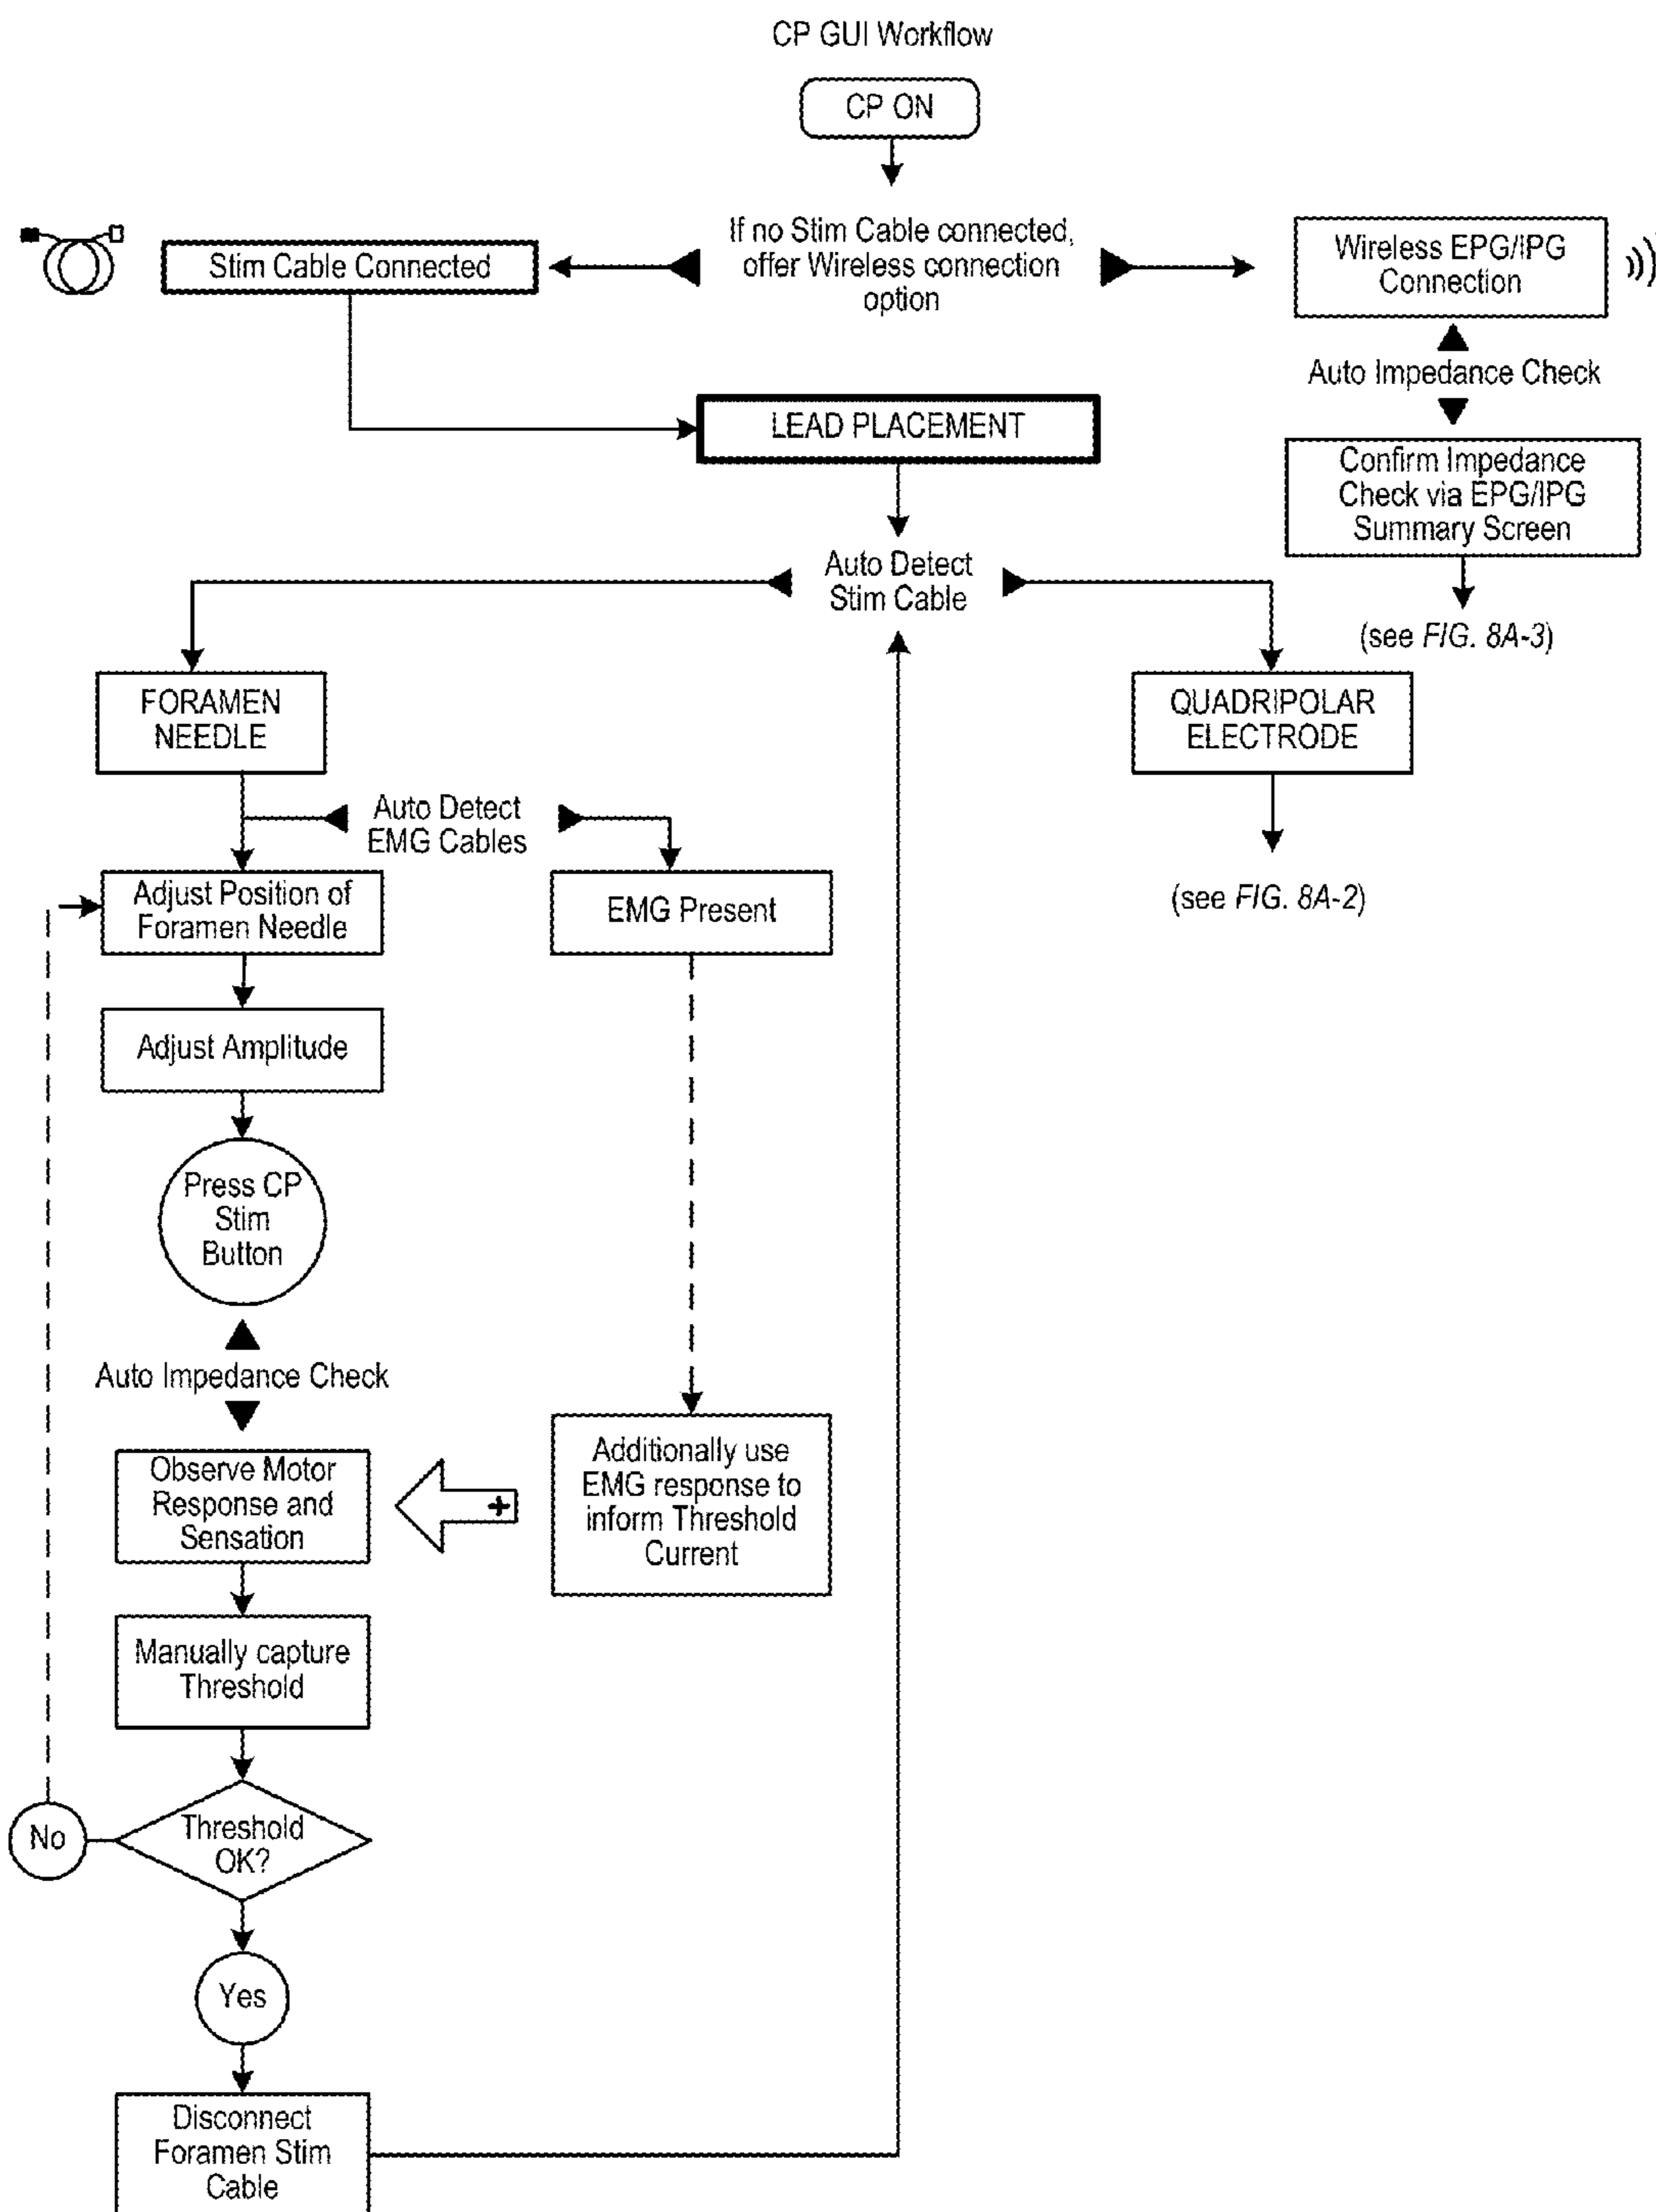 CP GUI Workflow
CP ON
If no Stim Cable connected,
offer Wireless connection
option
Stim Cable Connected
Wireless EPG/IPG
Connection
Auto Impedance Check
LEAD PLACEMENT
Confirm Impedance
Check via EPG/IPG
Summary Screen
(see FIG. 8A-3)
Auto Detect
Stim Cable
FORAMEN
NEEDLE
QUADRIPOLAR
ELECTRODE
(see FIG. 8A-2)
Auto Detect
EMG Cables
Adjust Position of
Foramen Needle
EMG Present
Adjust Amplitude
Press CP
Stim
Button
Auto Impedance Check
Observe Motor
Response and
Sensation
+
Additionally use
EMG response to
inform Threshold
Current
Manually capture
Threshold
Threshold
OK?
No
Yes
Disconnect
Foramen Stim
Cable